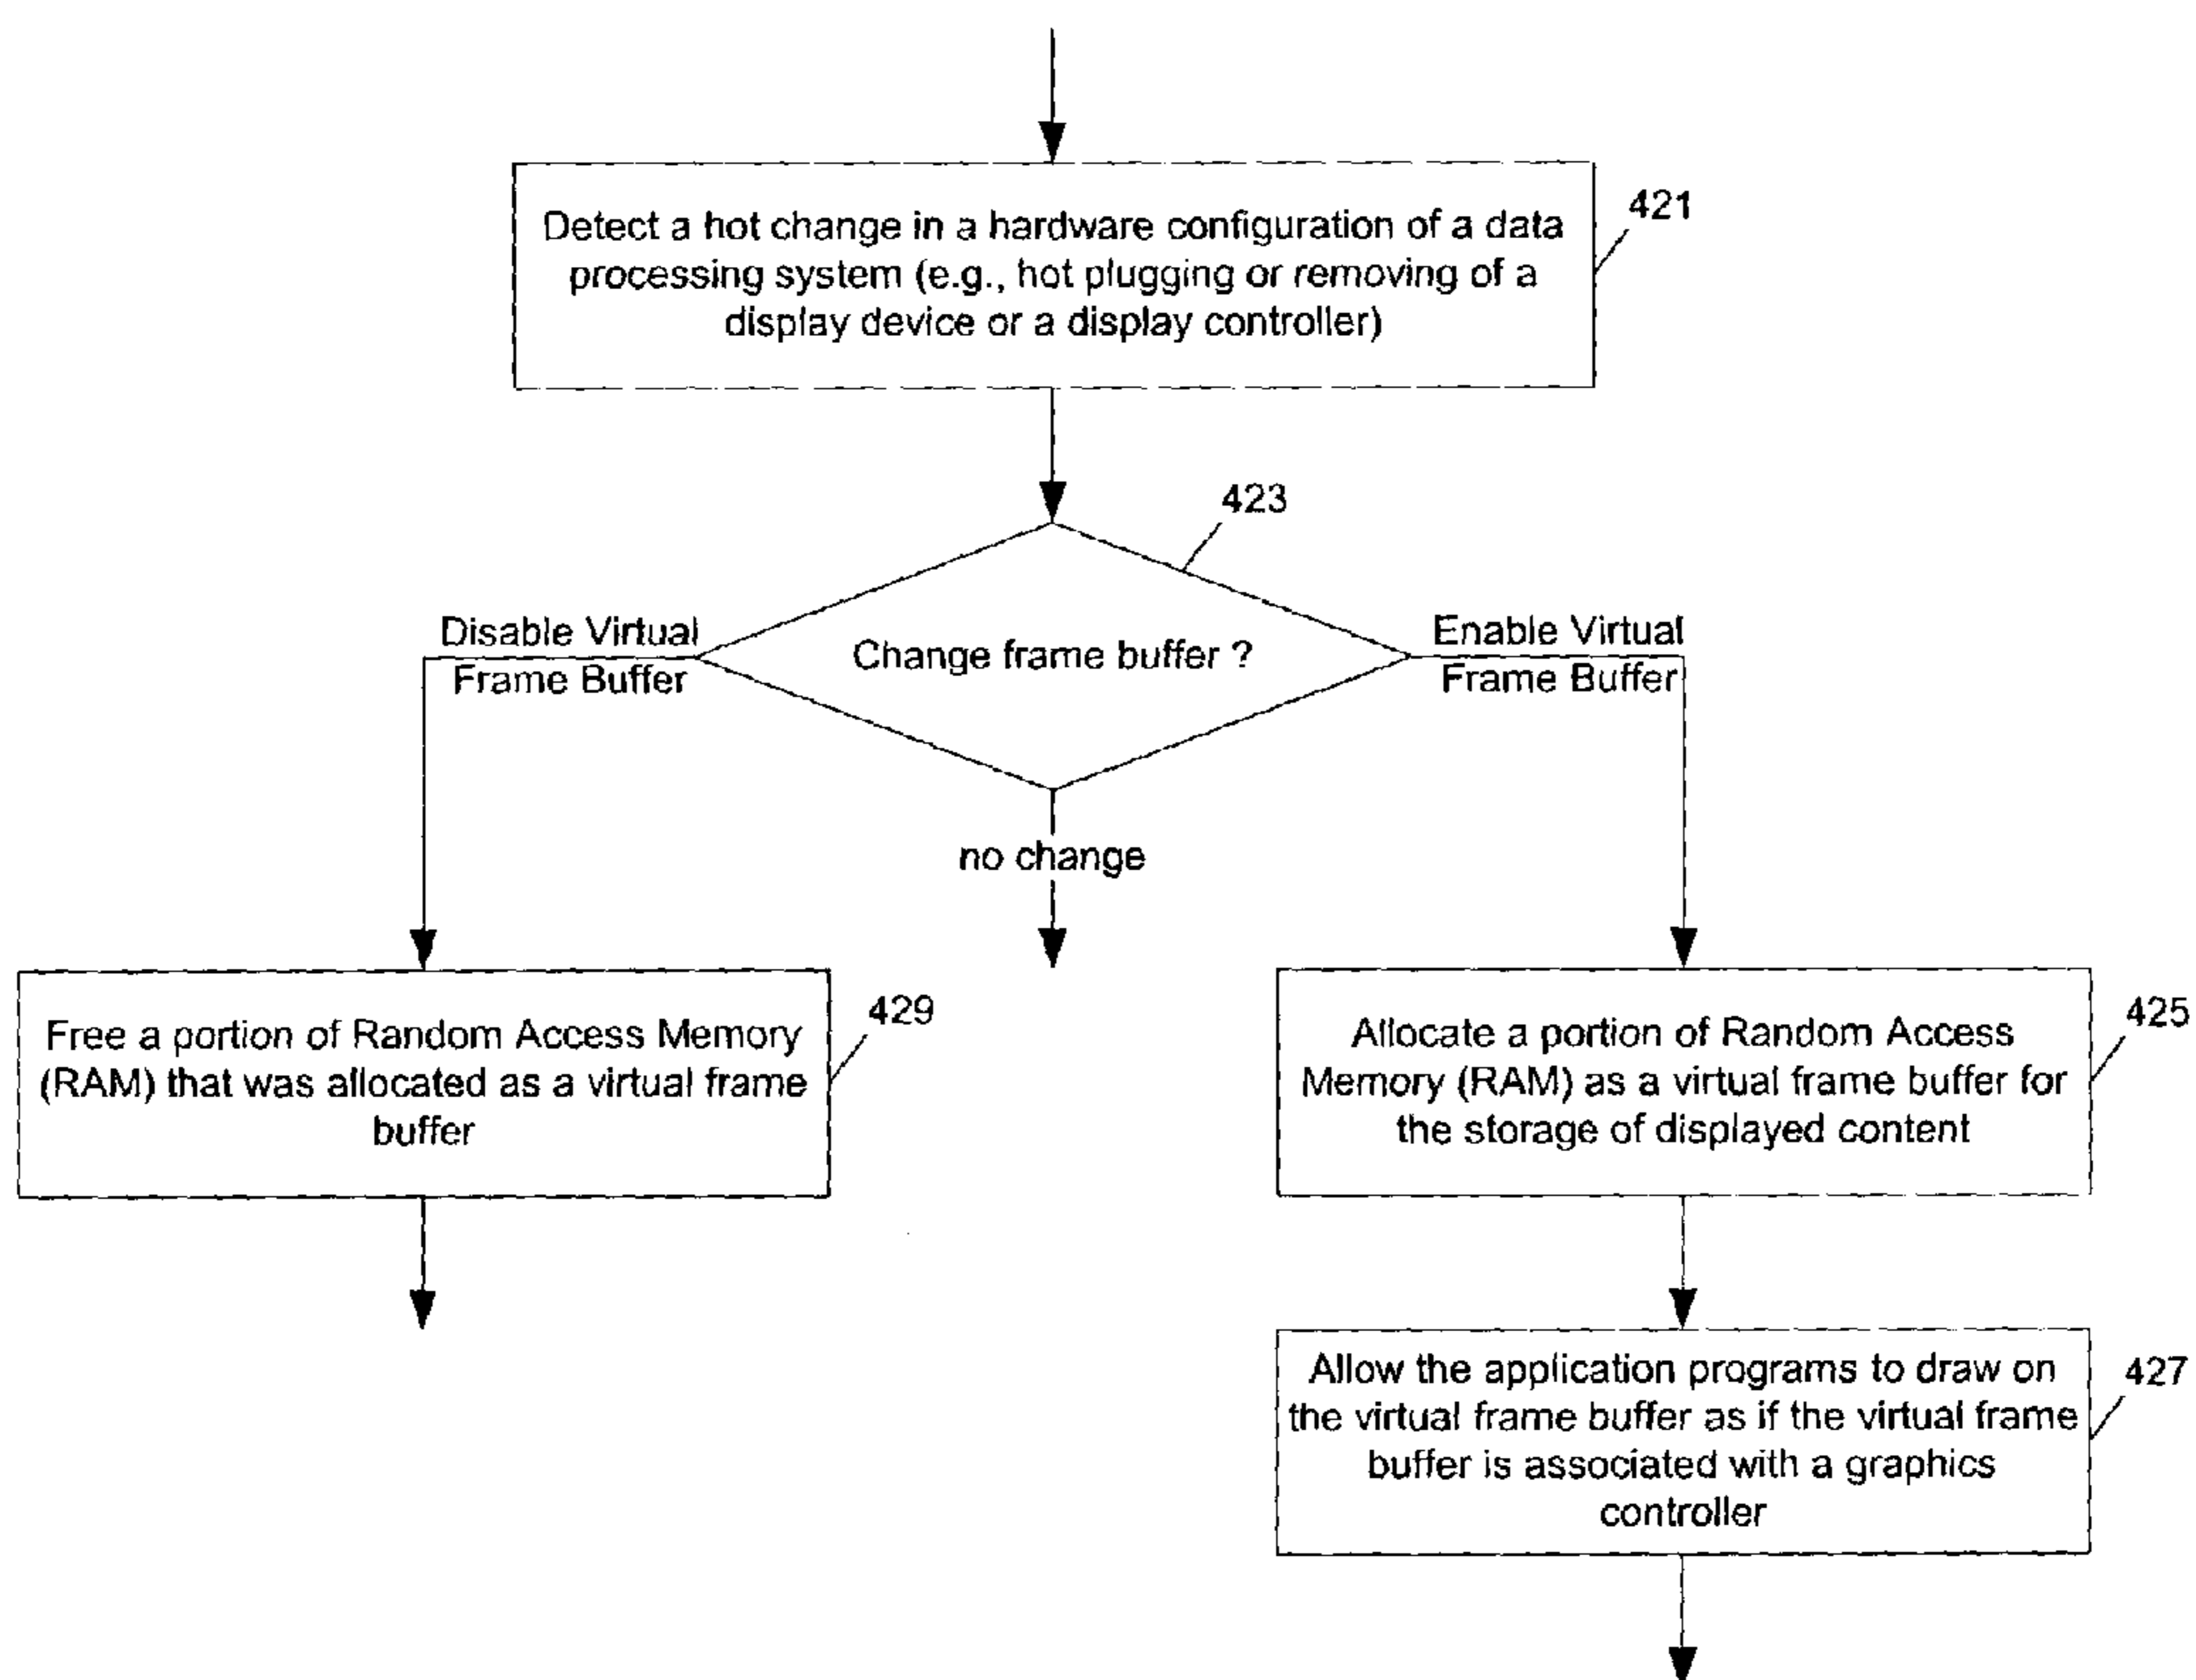 Detect a hot change in a hardware configuration of a data
processing system (e.g., hot plugging or removing of a
display device or a display controller)
421
423
Disable Virtual
Frame Buffer
Change frame buffer ?
Enable Virtual
Frame Buffer
no change
Free a portion of Random Access Memory
(RAM) that was allocated as a virtual frame
buffer
429
Allocate a portion of Random Access
Memory (RAM) as a virtual frame buffer for
the storage of displayed content
425
Allow the application programs to draw on
the virtual frame buffer as if the virtual frame
buffer is associated with a graphics
controller
427